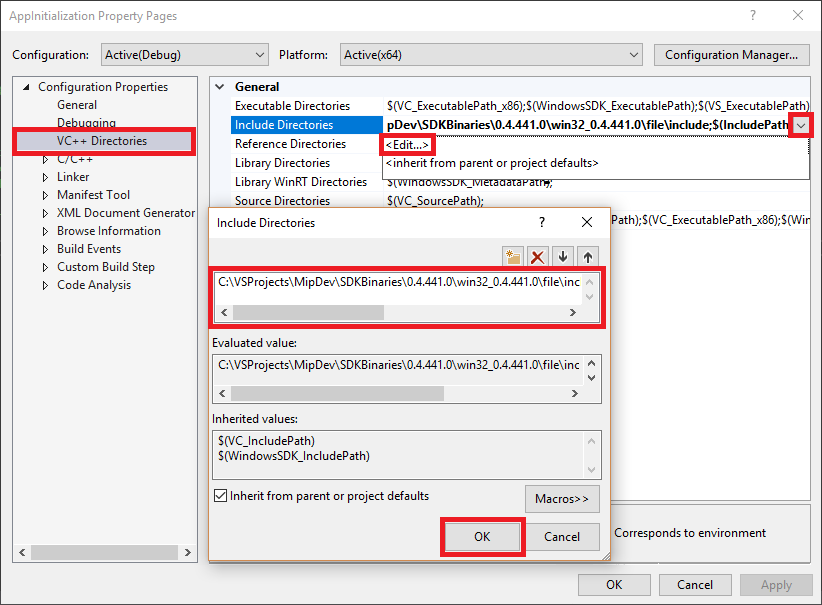 AppInitialization Property Pages
Configuration: Active(Debug) Platform: Active(x64) Configuration Manager...
Configuration Properties
General
Debugging
VC++ Directories
C/C++
Linker
Manifest Tool
XML Document Generator
Browse Information
Build Events
Custom Build Step
Code Analysis
General
Executable Directories $(VC_ExecutablePath_x86);$(WindowsSDK_ExecutablePath);$(VS_ExecutablePath)
Include Directories pDev\SDKBinaries\0.4.441.0\win32_0.4.441.0\file\include;$(IncludePath
Reference Directories <Edit...>
Library Directories <inherit from parent or project defaults>
Library WinRT Directories $(WindowsSDK_MetadataPath);
Source Directories $(VC_SourcePath);
Path);$(VC_ExecutablePath_x86);$(Win
Include Directories
C:\VSProjects\MipDev\SDKBinaries\0.4.441.0\win32_0.4.441.0\file\inc
Evaluated value:
C:\VSProjects\MipDev\SDKBinaries\0.4.441.0\win32_0.4.441.0\file\inc
Inherited values:
$(VC_IncludePath)
$(WindowsSDK_IncludePath)
Inherit from parent or project defaults
Macros>>
OK Cancel
Corresponds to environment
OK Cancel Apply